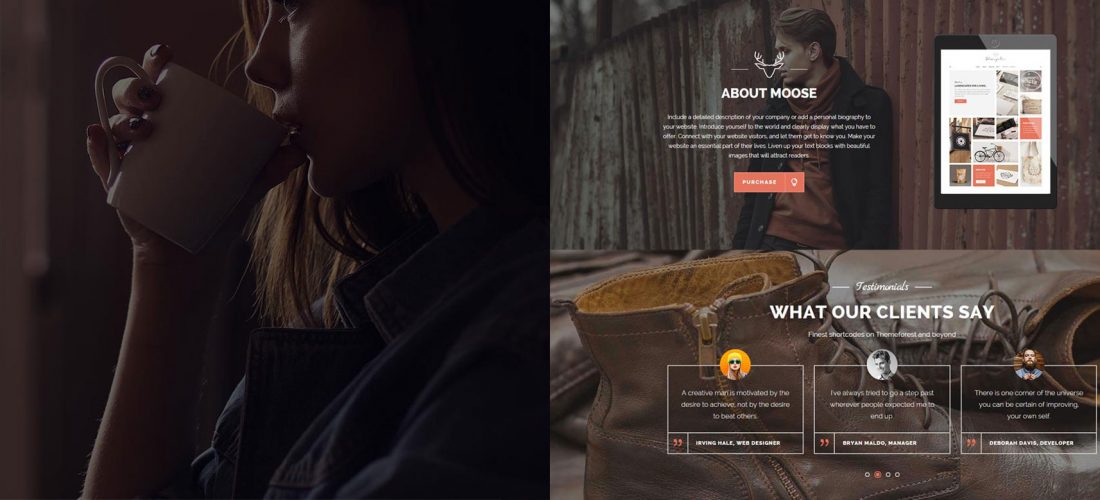 ABOUT MOOSE
Include a detailed description of your company or add a personal biography to
your website. Introduce yourself to the world and clearly display what you have to
offer. Connect with your website visitors, and let them get to know you. Make your
website an essential part of their lives. Liven up your text blocks with beautiful
images that will attract readers.
PURCHASE
Testimonials
WHAT OUR CLIENTS SAY
Finest shortcodes on Themeforest and beyond
A creative man is motivated by the
desire to achieve, not by the desire
to beat others.
IRVING HALE, WEB DESIGNER
I've always tried to go a step past
wherever people expected me to
end up.
BRYAN MALDO, MANAGER
There is one corner of the universe
you can be certain of improving,
your own self.
DEBORAH DAVIS, DEVELOPER